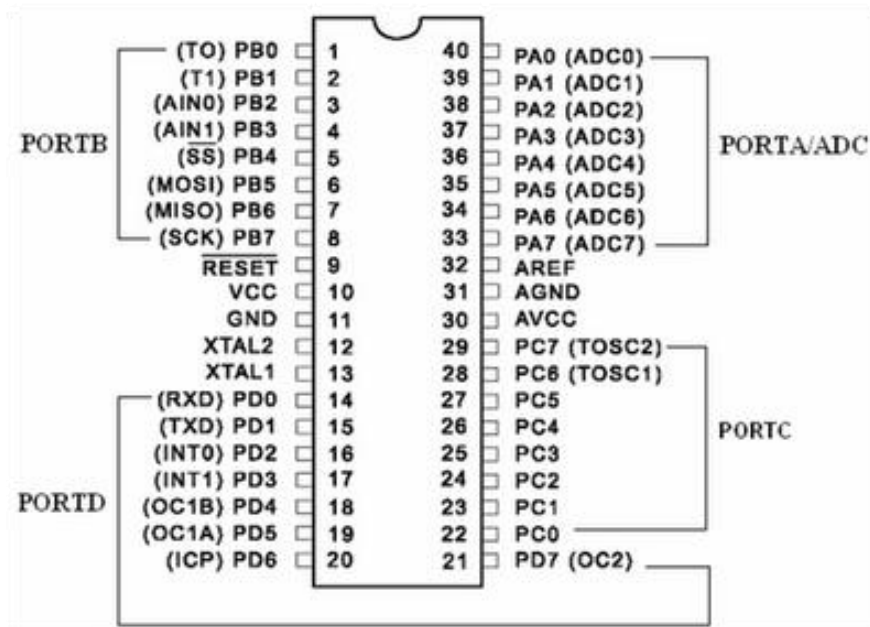 (TO) PB0 1 40 PA0 (ADC0)
(T1) PB1 2 39 PA1 (ADC1)
(AIN0) PB2 3 38 PA2 (ADC2)
(AIN1) PB3 4 37 PA3 (ADC3)
PORTB PORTA/ADC
(SS) PB4 5 36 PA4 (ADC4)
(MOSI) PB5 6 35 PA5 (ADC5)
(MISO) PB6 7 34 PA6 (ADC6)
(SCK) PB7 8 33 PA7 (ADC7)
RESET 9 32 AREF
VCC 10 31 AGND
GND 11 30 AVCC
XTAL2 12 29 PC7 (TOSC2)
XTAL1 13 28 PC6 (TOSC1)
(RXD) PD0 14 27 PC5
(TXD) PD1 15 26 PC4
PORTC
(INT0) PD2 16 25 PC3
(INT1) PD3 17 24 PC2
PORTD
(OC1B) PD4 18 23 PC1
(OC1A) PD5 19 22 PC0
(ICP) PD6 20 21 PD7 (OC2)